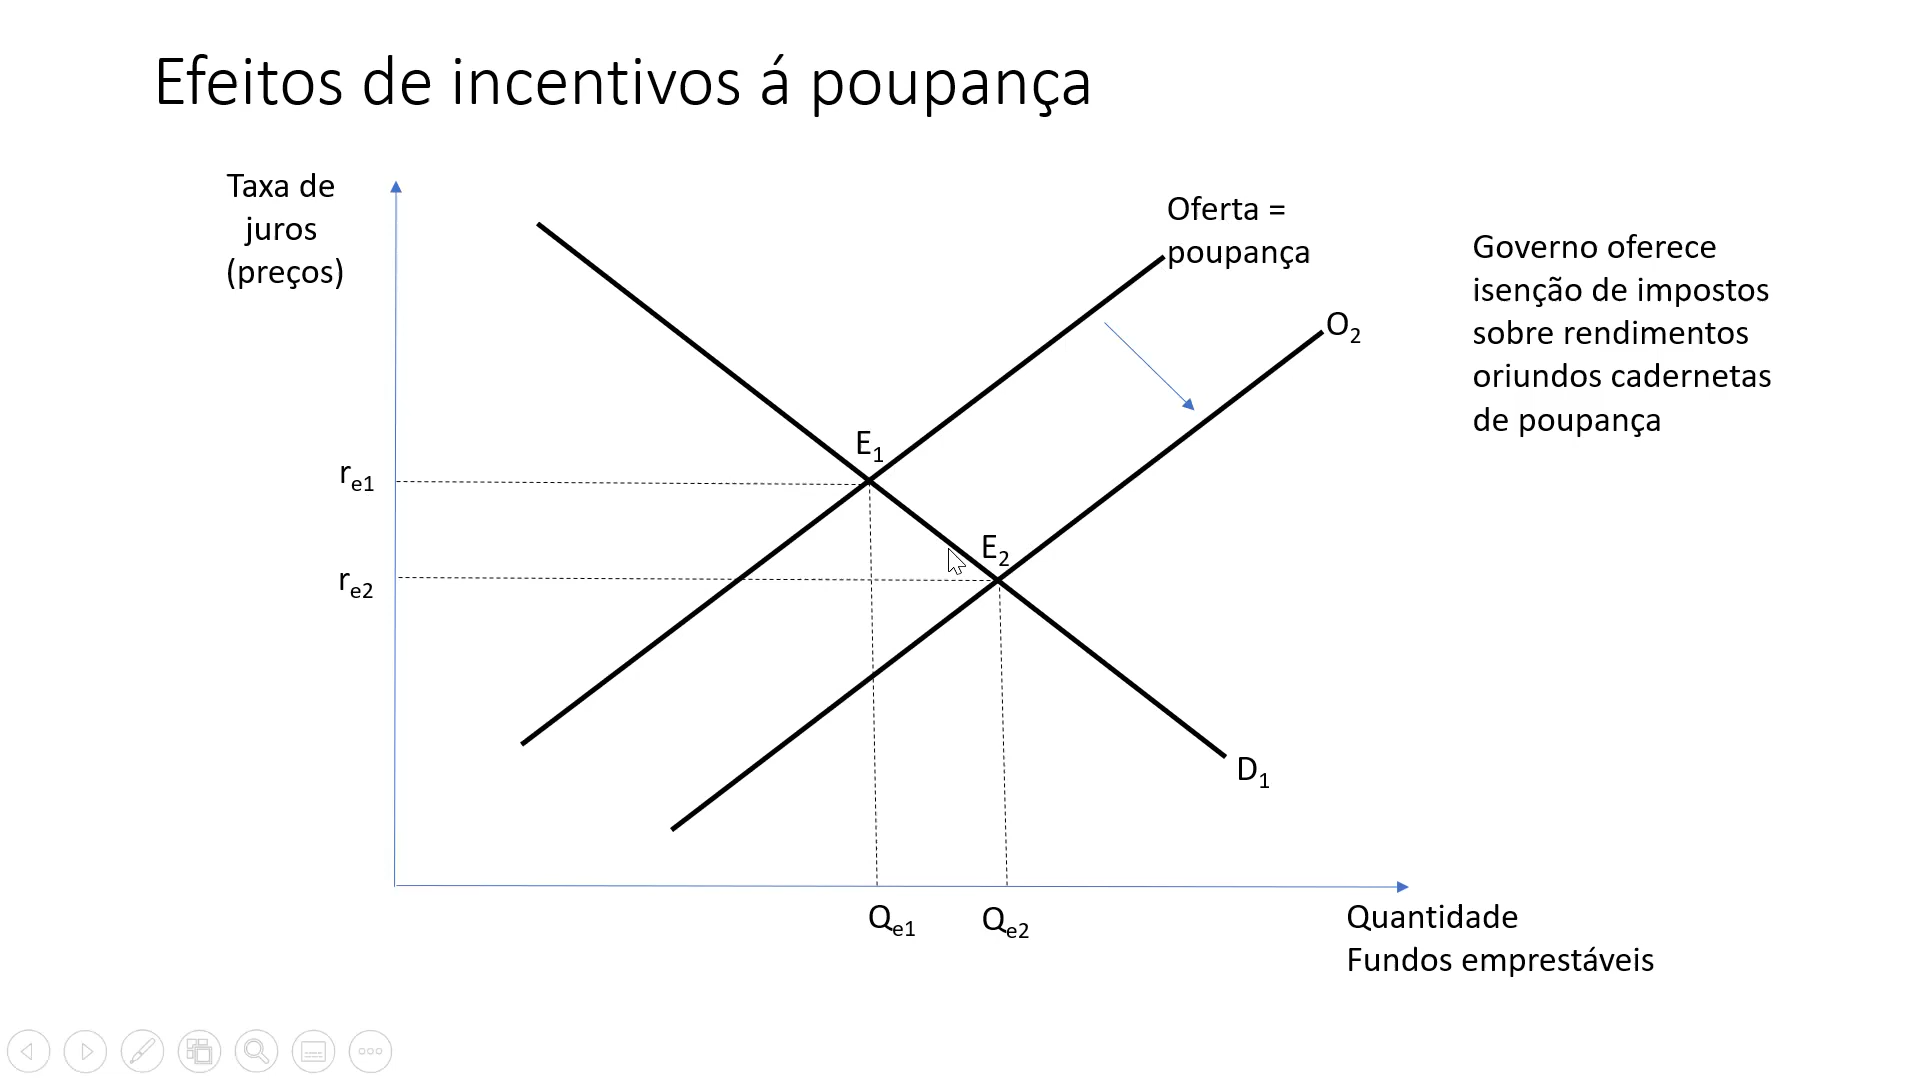 Efeitos de incentivos á poupança
Taxa de
juros
(preços)
Oferta =
poupança
Governo oferece
isenção de impostos
sobre rendimentos
oriundos cadernetas
de poupança
O2
E1
re1
E2
re2
D1
Qe1
Qe2
Quantidade
Fundos emprestáveis